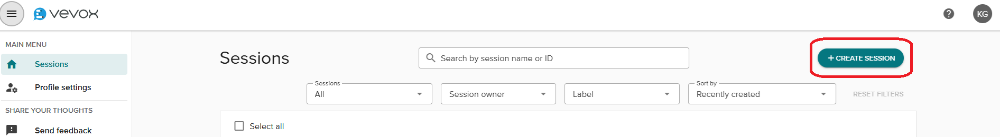 vevox
KG
MAIN MENU
Sessions
Profile settings
SHARE YOUR THOUGHTS
Send feedback
Sessions
Search by session name or ID
+ CREATE SESSION
Sessions
All
Session owner
Label
Sort by
Recently created
RESET FILTERS
Select all